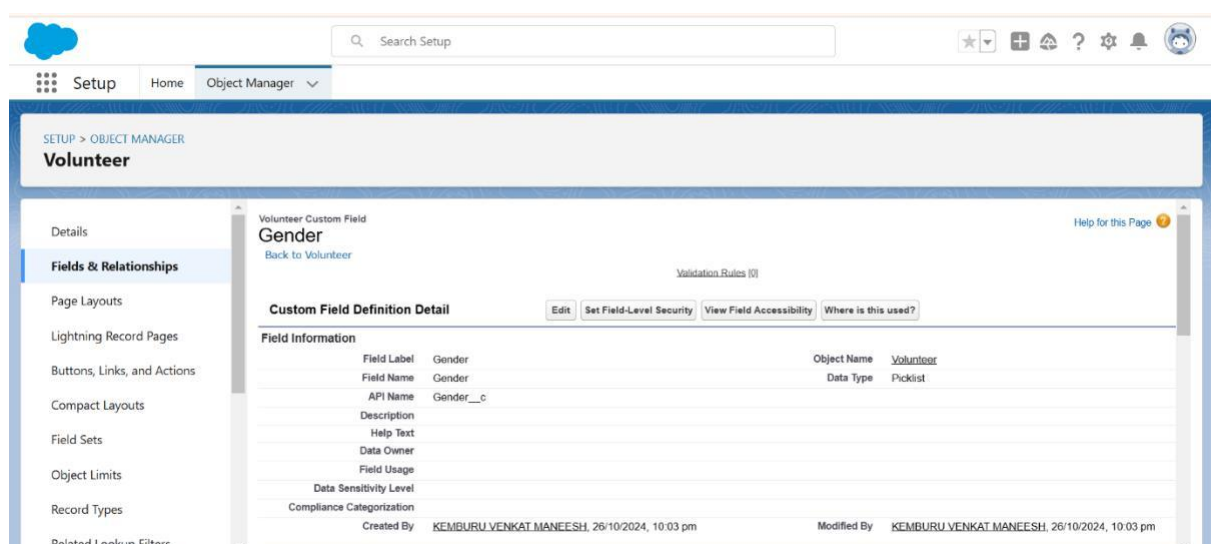 Search Setup
Setup Home Object Manager
SETUP > OBJECT MANAGER
Volunteer
Details
Fields & Relationships
Page Layouts
Lightning Record Pages
Buttons, Links, and Actions
Compact Layouts
Field Sets
Object Limits
Record Types
Related Lookup Filters
Volunteer Custom Field
Gender
Back to Volunteer
Help for this Page
Validation Rules [0]
Custom Field Definition Detail Edit Set Field-Level Security View Field Accessibility Where is this used?
Field Information
Field Label Gender Object Name Volunteer
Field Name Gender Data Type Picklist
API Name Gender__c
Description
Help Text
Data Owner
Field Usage
Data Sensitivity Level
Compliance Categorization
Created By KEMBURU VENKAT MANEESH, 26/10/2024, 10:03 pm Modified By KEMBURU VENKAT MANEESH, 26/10/2024, 10:03 pm